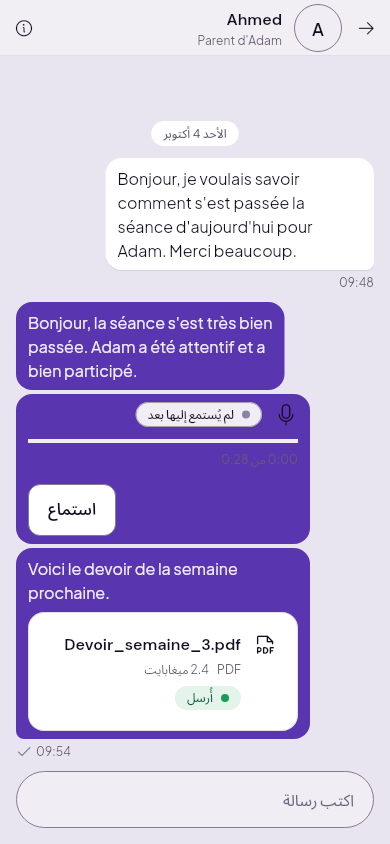 Ahmed
Parent d'Adam
A
الأحد 4 أكتوبر
Bonjour, je voulais savoir
comment s'est passée la
séance d'aujourd'hui pour
Adam. Merci beaucoup.
09:48
Bonjour, la séance s'est très bien
passée. Adam a été attentif et a
bien participé.
لم يُستمع إليها بعد
0:00 من 0:28
استماع
Voici le devoir de la semaine
prochaine.
Devoir_semaine_3.pdf
PDF
PDF 2.4 ميغابايت
أُرسل
09:54
اكتب رسالة